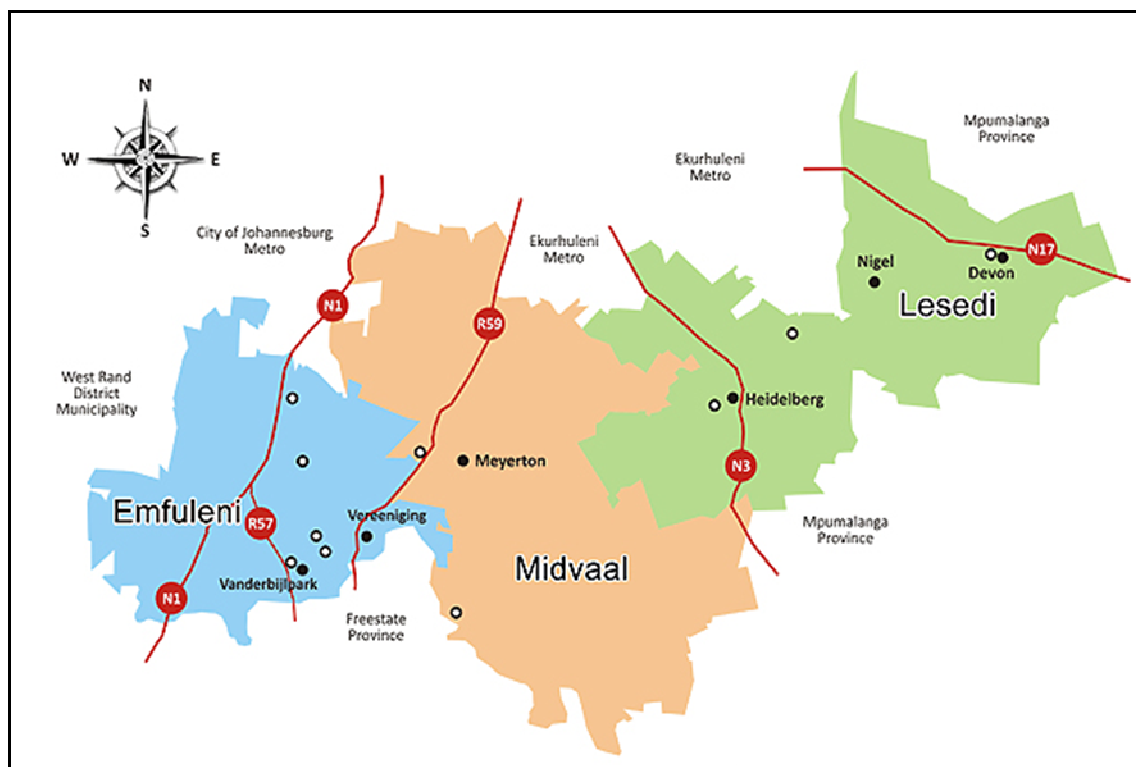 N
W
E
S
Mpumalanga
Province
Ekurhuleni
Metro
City of Johannesburg
Metro
Ekurhuleni
Metro
N17
Nigel
Devon
Lesedi
N1
R59
West Rand
District
Municipality
Heidelberg
Meyerton
N3
Emfuleni
R57
Vereeniging
Mpumalanga
Province
Midvaal
Vanderbijlpark
N1
Freestate
Province